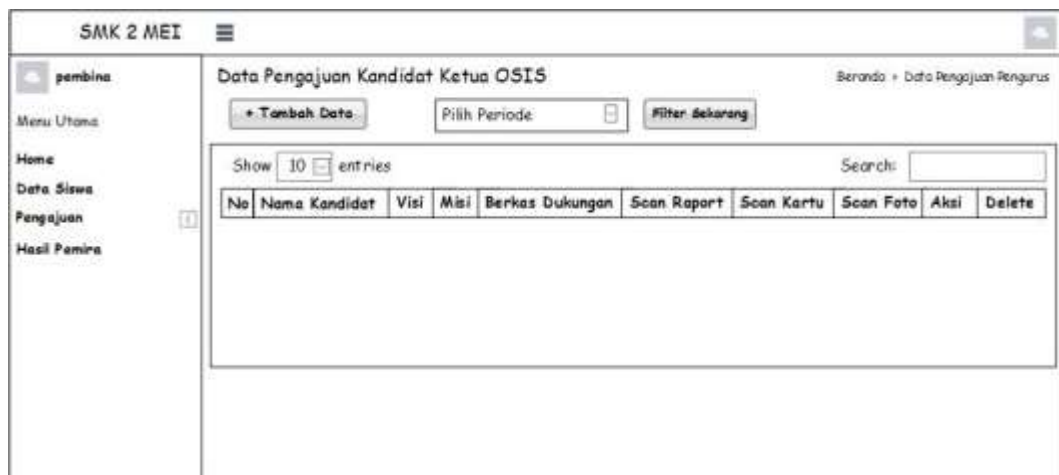 SMK 2 MEI
pembina
Menu Utama
Home
Data Siswa
Pengajuan
Hasil Pemira
Data Pengajuan Kandidat Ketua OSIS
Beranda > Data Pengajuan Pengurus
+ Tambah Data
Pilih Periode
Filter Sekarang
Show 10 entries
Search:
No Nama Kandidat Visi Misi Berkas Dukungan Scan Raport Scan Kartu Scan Foto Aksi Delete